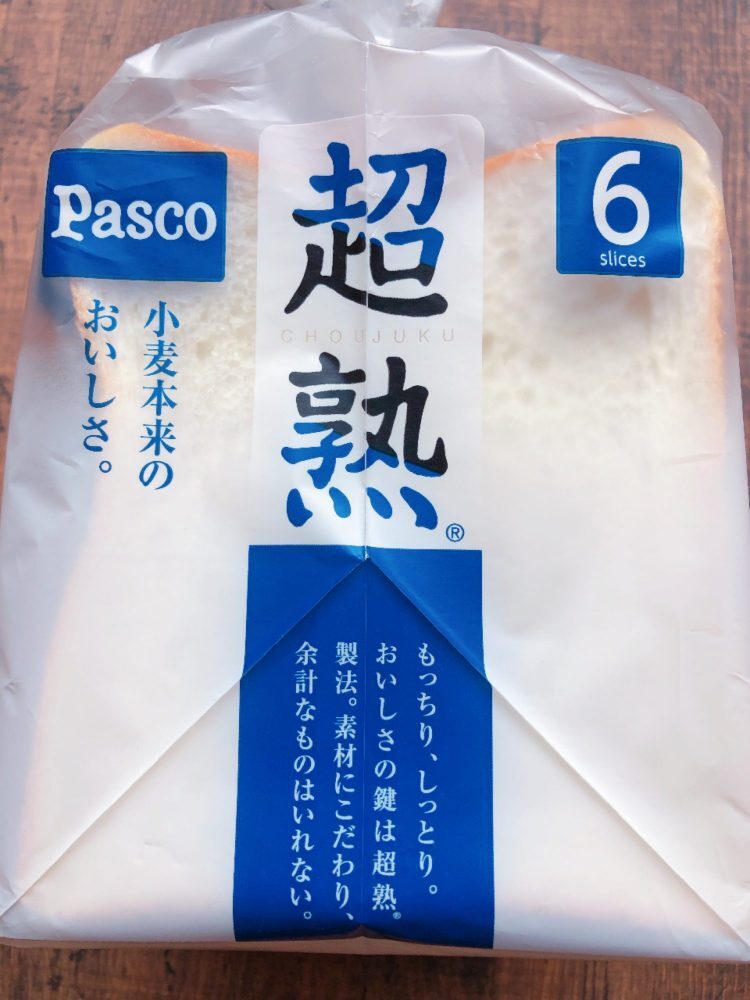 Pasco
超熟
CHOUJUKU
®
6
slices
小麦本来の
おいしさ。
もっちり、しっとり。
おいしさの鍵は超熟®
製法。素材にこだわり、
余計なものはいれない。